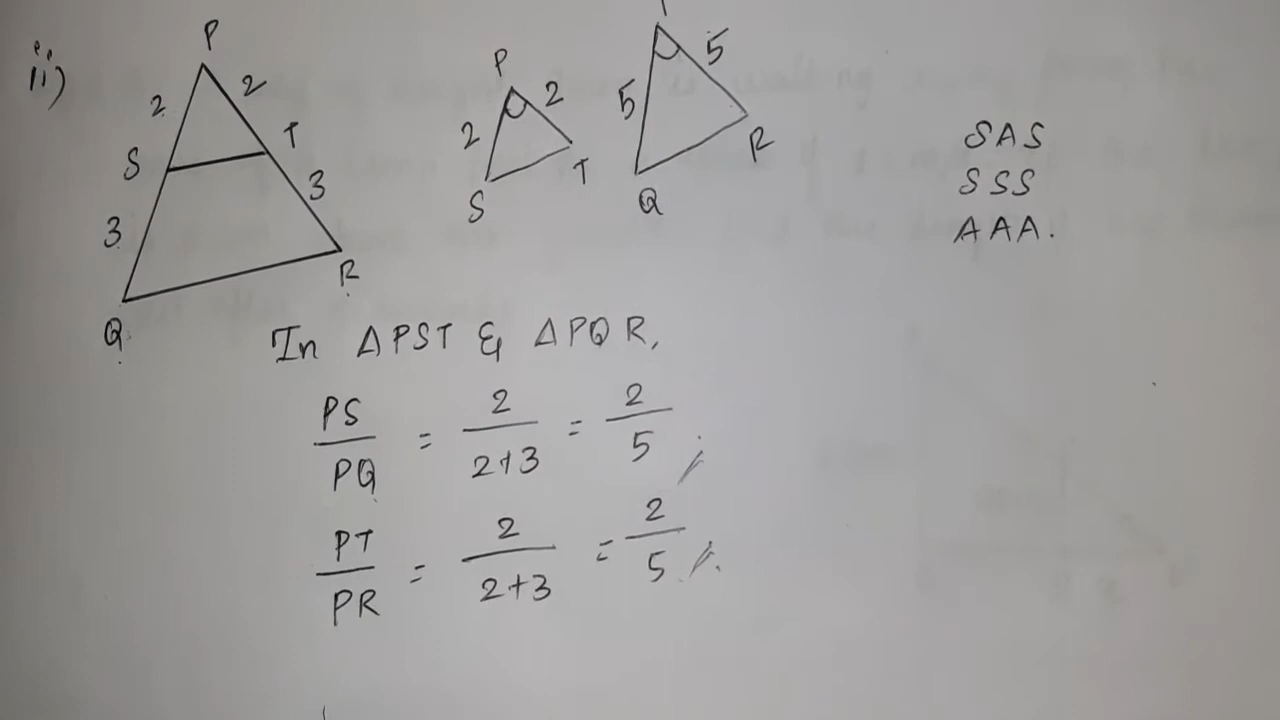 ii)
P
2 2
S T
3 3
Q R
P
2 2
S T
5 5
Q R
SAS
SSS
AAA.
In ΔPST & ΔPQR,
PS/PQ = 2/2+3 = 2/5
PT/PR = 2/2+3 = 2/5